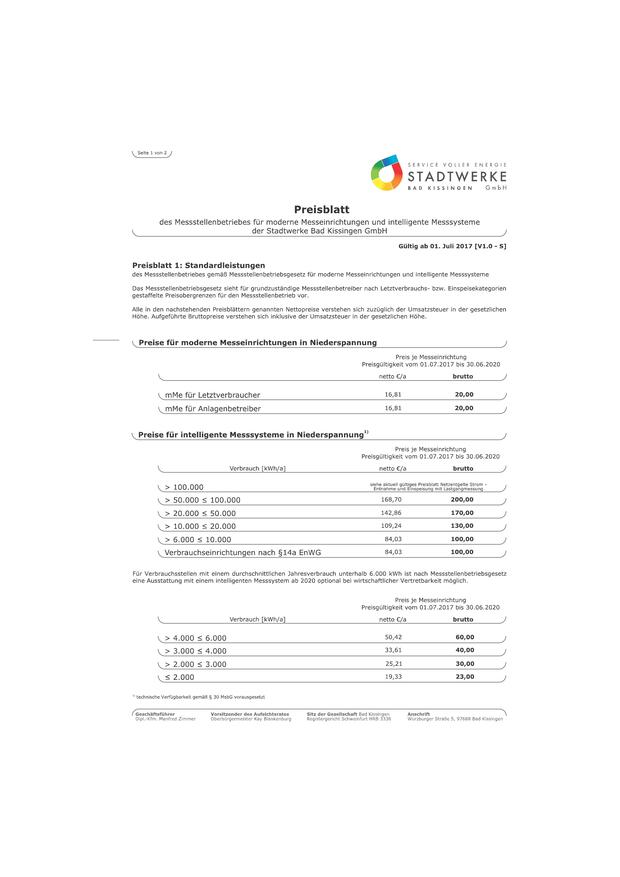 Seite 1 von 2
SERVICE VOLLER ENERGIE
STADTWERKE
BAD KISSINGEN GmbH
Preisblatt
des Messstellenbetriebes für moderne Messeinrichtungen und intelligente Messsysteme
der Stadtwerke Bad Kissingen GmbH
Gültig ab 01. Juli 2017 [V1.0 - S]
Preisblatt 1: Standardleistungen
des Messstellenbetriebes gemäß Messstellenbetriebsgesetz für moderne Messeinrichtungen und intelligente Messsysteme
Das Messstellenbetriebsgesetz sieht für grundzuständige Messstellenbetreiber nach Letztverbrauchs- bzw. Einspeisekategorien
gestaffelte Preisobergrenzen für den Messstellenbetrieb vor.
Alle in den nachstehenden Preisblättern genannten Nettopreise verstehen sich zuzüglich der Umsatzsteuer in der gesetzlichen
Höhe. Aufgeführte Bruttopreise verstehen sich inklusive der Umsatzsteuer in der gesetzlichen Höhe.
Preise für moderne Messeinrichtungen in Niederspannung
Preis je Messeinrichtung
Preisgültigkeit vom 01.07.2017 bis 30.06.2020
netto €/a brutto
mMe für Letztverbraucher 16,81 20,00
mMe für Anlagenbetreiber 16,81 20,00
Preise für intelligente Messsysteme in Niederspannung 1)
Preis je Messeinrichtung
Preisgültigkeit vom 01.07.2017 bis 30.06.2020
Verbrauch [kWh/a] netto €/a brutto
> 100.000 siehe aktuell gültiges Preisblatt Netzentgelte Strom -
Entnahme und Einspeisung mit Lastgangmessung
> 50.000 ≤ 100.000 168,70 200,00
> 20.000 ≤ 50.000 142,86 170,00
> 10.000 ≤ 20.000 109,24 130,00
> 6.000 ≤ 10.000 84,03 100,00
Verbrauchseinrichtungen nach §14a EnWG 84,03 100,00
Für Verbrauchsstellen mit einem durchschnittlichen Jahresverbrauch unterhalb 6.000 kWh ist nach Messstellenbetriebsgesetz
eine Ausstattung mit einem intelligenten Messsystem ab 2020 optional bei wirtschaftlicher Vertretbarkeit möglich.
Preis je Messeinrichtung
Preisgültigkeit vom 01.07.2017 bis 30.06.2020
Verbrauch [kWh/a] netto €/a brutto
> 4.000 ≤ 6.000 50,42 60,00
> 3.000 ≤ 4.000 33,61 40,00
> 2.000 ≤ 3.000 25,21 30,00
≤ 2.000 19,33 23,00
1) technische Verfügbarkeit gemäß § 30 MsbG vorausgesetzt
Geschäftsführer Vorsitzender des Aufsichtsrates Sitz der Gesellschaft Bad Kissingen Anschrift
Dipl.-Kfm. Manfred Zimmer Oberbürgermeister Kay Blankenburg Registergericht Schweinfurt HRB 3336 Würzburger Straße 5, 97688 Bad Kissingen